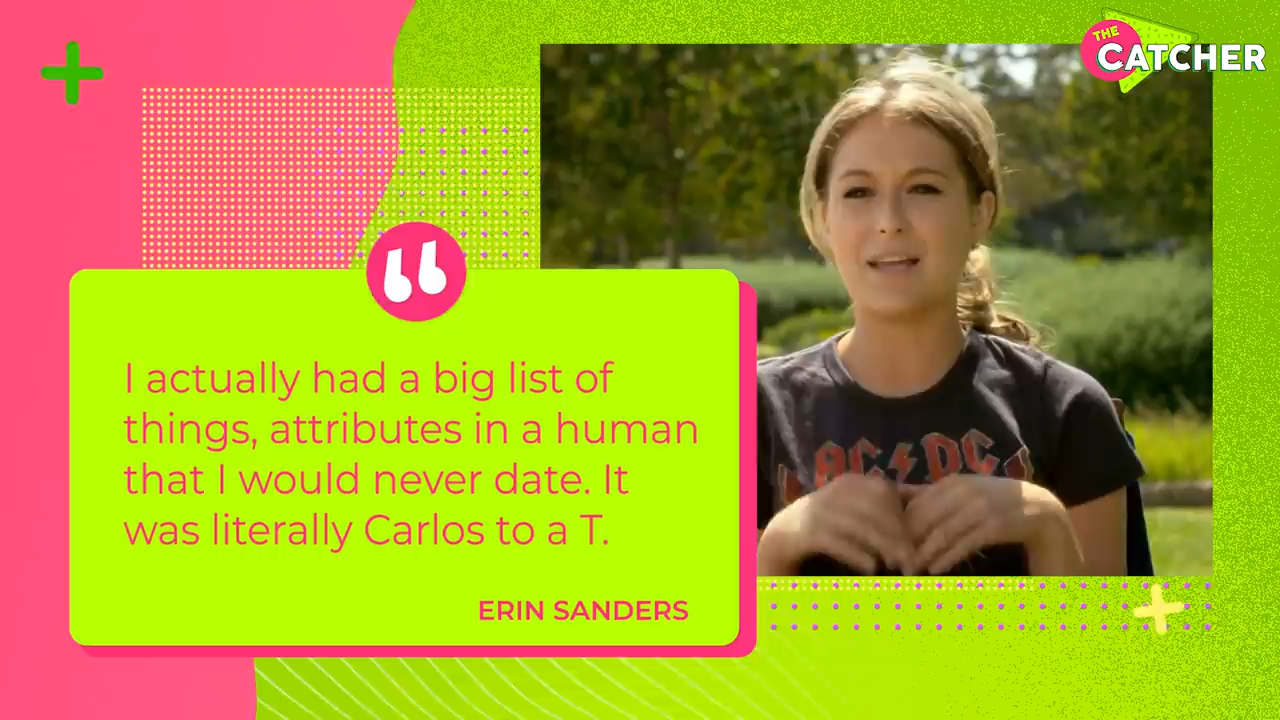 THE
CATCHER
I actually had a big list of
things, attributes in a human
that I would never date. It
was literally Carlos to a T.
ERIN SANDERS
AC⚡DC